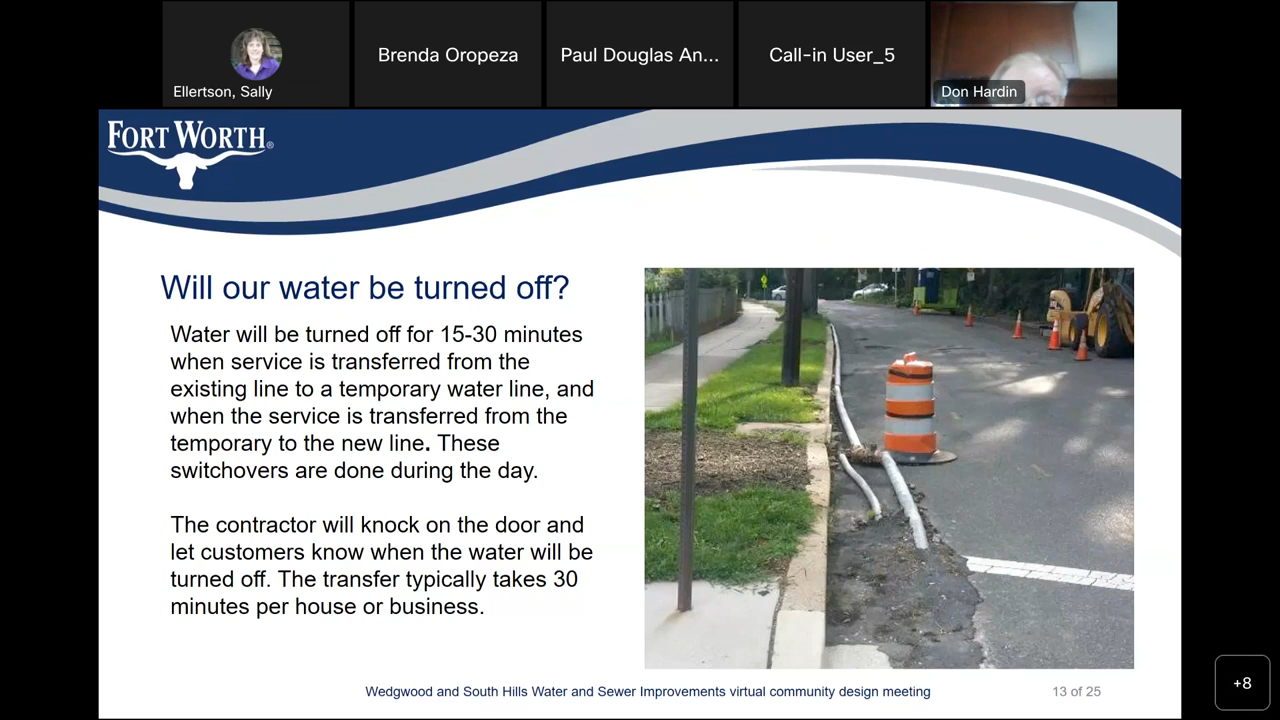 Ellertson, Sally
Brenda Oropeza
Paul Douglas An...
Call-in User_5
Don Hardin
FORT WORTH®
Will our water be turned off?
Water will be turned off for 15-30 minutes
when service is transferred from the
existing line to a temporary water line, and
when the service is transferred from the
temporary to the new line. These
switchovers are done during the day.
The contractor will knock on the door and
let customers know when the water will be
turned off. The transfer typically takes 30
minutes per house or business.
Wedgwood and South Hills Water and Sewer Improvements virtual community design meeting
13 of 25
+8